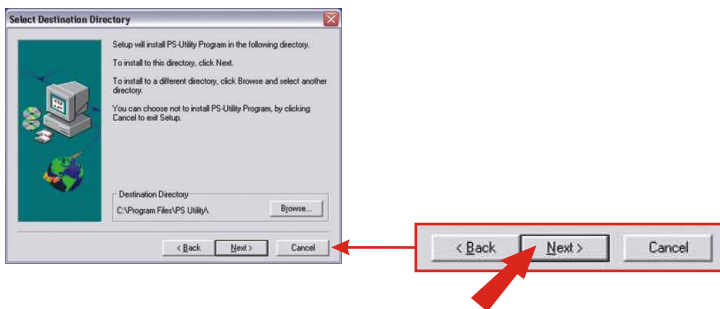 Select Destination Directory
Setup will install PS-Utility Program in the following directory.
To install to this directory, click Next.
To install to a different directory, click Browse and select another
directory.
You can choose not to install PS-Utility Program, by clicking
Cancel to exit Setup.
Destination Directory
C:\Program Files\PS Utility\
Browse...
< Back
Next >
Cancel
< Back
Next >
Cancel